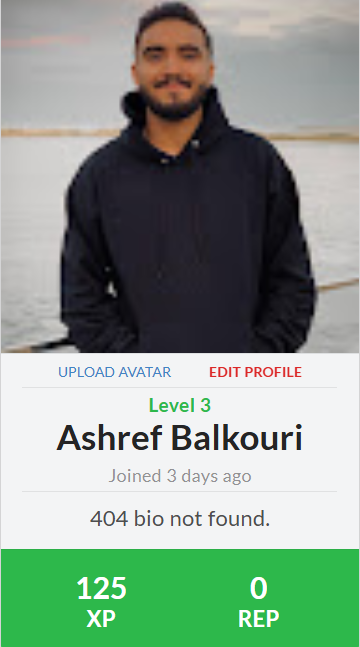 UPLOAD AVATAR EDIT PROFILE
Level 3
Ashref Balkouri
Joined 3 days ago
404 bio not found.
125 0
XP REP